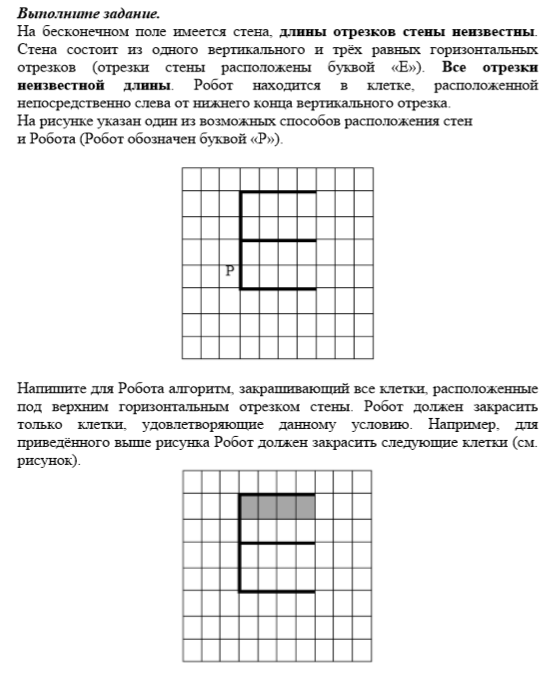 Выполните задание.
На бесконечном поле имеется стена, длины отрезков стены неизвестны.
Стена состоит из одного вертикального и трёх равных горизонтальных
отрезков (отрезки стены расположены буквой «Е»). Все отрезки
неизвестной длины. Робот находится в клетке, расположенной
непосредственно слева от нижнего конца вертикального отрезка.
На рисунке указан один из возможных способов расположения стен
и Робота (Робот обозначен буквой «Р»).
Р
Напишите для Робота алгоритм, закрашивающий все клетки, расположенные
под верхним горизонтальным отрезком стены. Робот должен закрасить
только клетки, удовлетворяющие данному условию. Например, для
приведённого выше рисунка Робот должен закрасить следующие клетки (см.
рисунок).